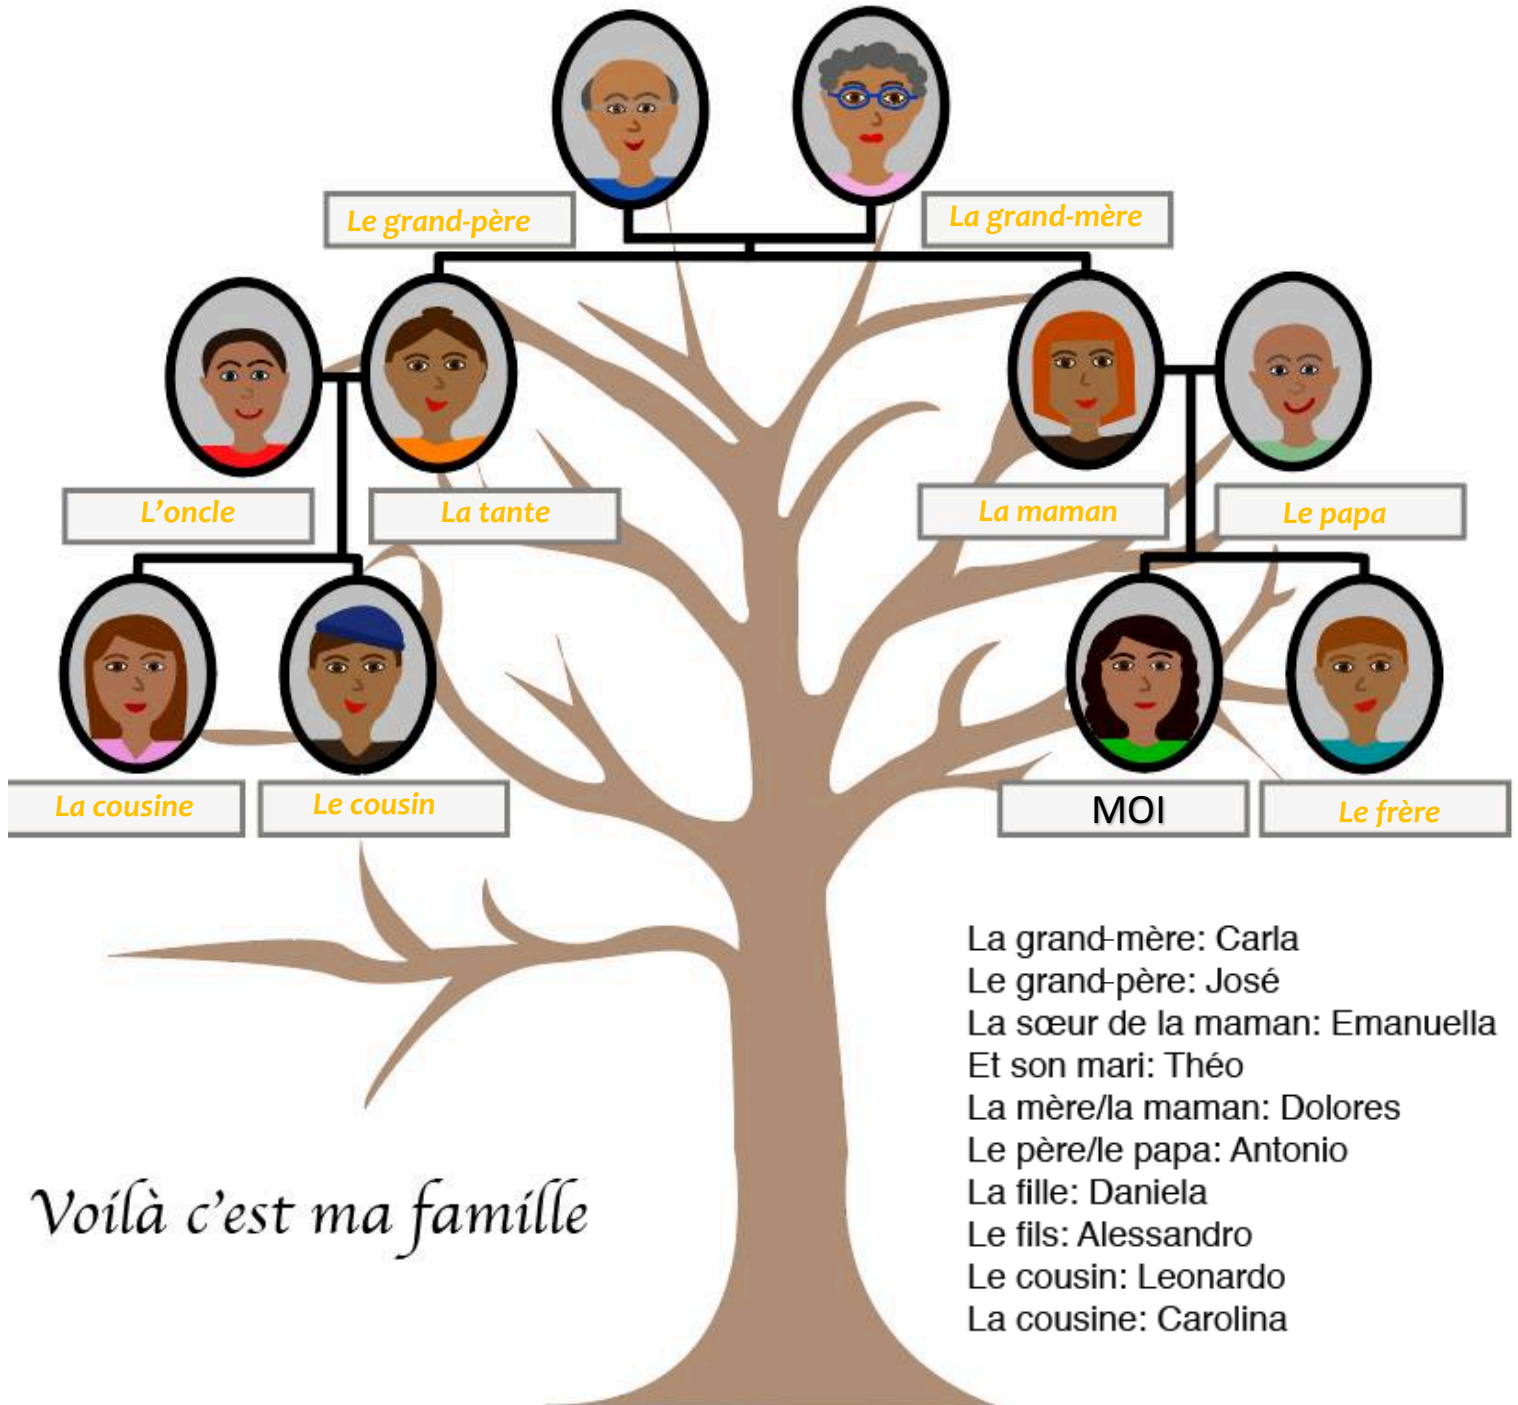 Le grand-père
La grand-mère
L'oncle
La tante
La maman
Le papa
La cousine
Le cousin
MOI
Le frère
La grand-mère: Carla
Le grand-père: José
La sœur de la maman: Emanuella
Et son mari: Théo
La mère/la maman: Dolores
Le père/le papa: Antonio
La fille: Daniela
Le fils: Alessandro
Le cousin: Leonardo
La cousine: Carolina
Voilà c'est ma famille